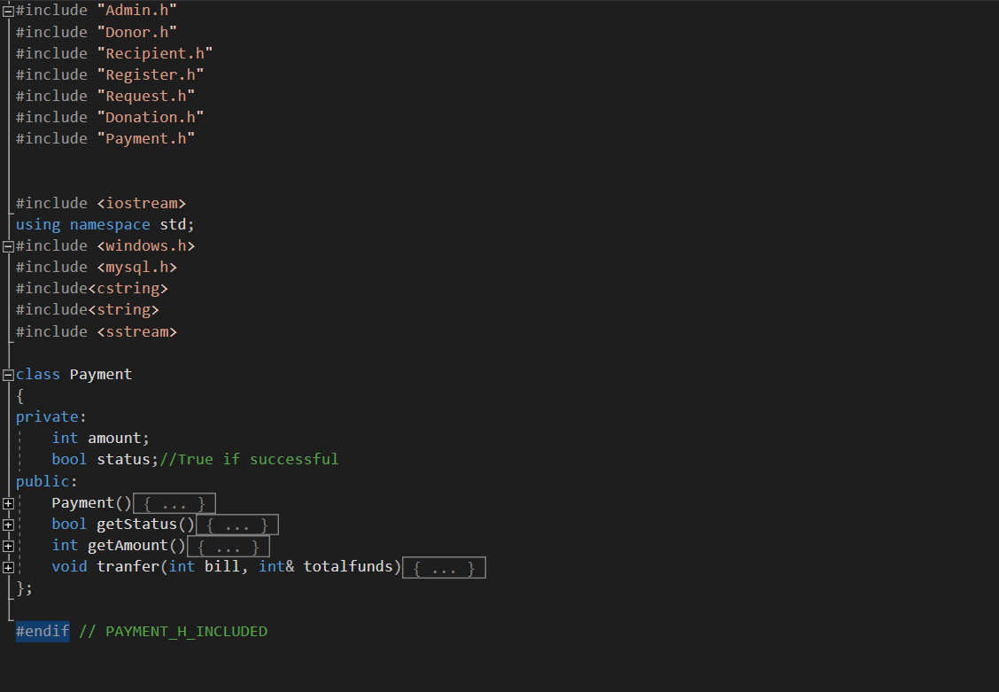 #include "Admin.h"
#include "Donor.h"
#include "Recipient.h"
#include "Register.h"
#include "Request.h"
#include "Donation.h"
#include "Payment.h"
#include <iostream>
using namespace std;
#include <windows.h>
#include <mysql.h>
#include<cstring>
#include<string>
#include <sstream>
class Payment
{
private:
    int amount;
    bool status;//True if successful
public:
    Payment(){ ... }
    bool getStatus(){ ... }
    int getAmount(){ ... }
    void tranfer(int bill, int& totalfunds){ ... }
};
#endif // PAYMENT_H_INCLUDED